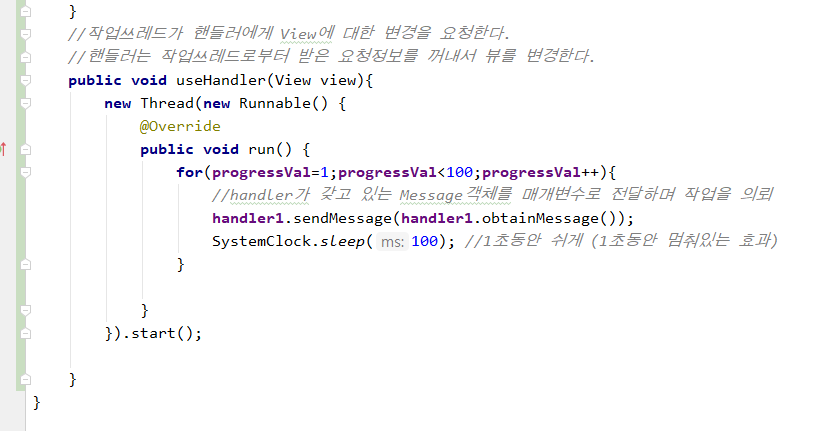 }
//작업쓰레드가 핸들러에게 View에 대한 변경을 요청한다.
//핸들러는 작업쓰레드로부터 받은 요청정보를 꺼내서 뷰를 변경한다.
public void useHandler(View view){
new Thread(new Runnable() {
@Override
public void run() {
for(progressVal=1;progressVal<100;progressVal++){
//handler가 갖고 있는 Message객체를 매개변수로 전달하며 작업을 의뢰
handler1.sendMessage(handler1.obtainMessage());
SystemClock.sleep( ms: 100); //1초동안 쉬게 (1초동안 멈춰있는 효과)
}
}
}).start();
}
}